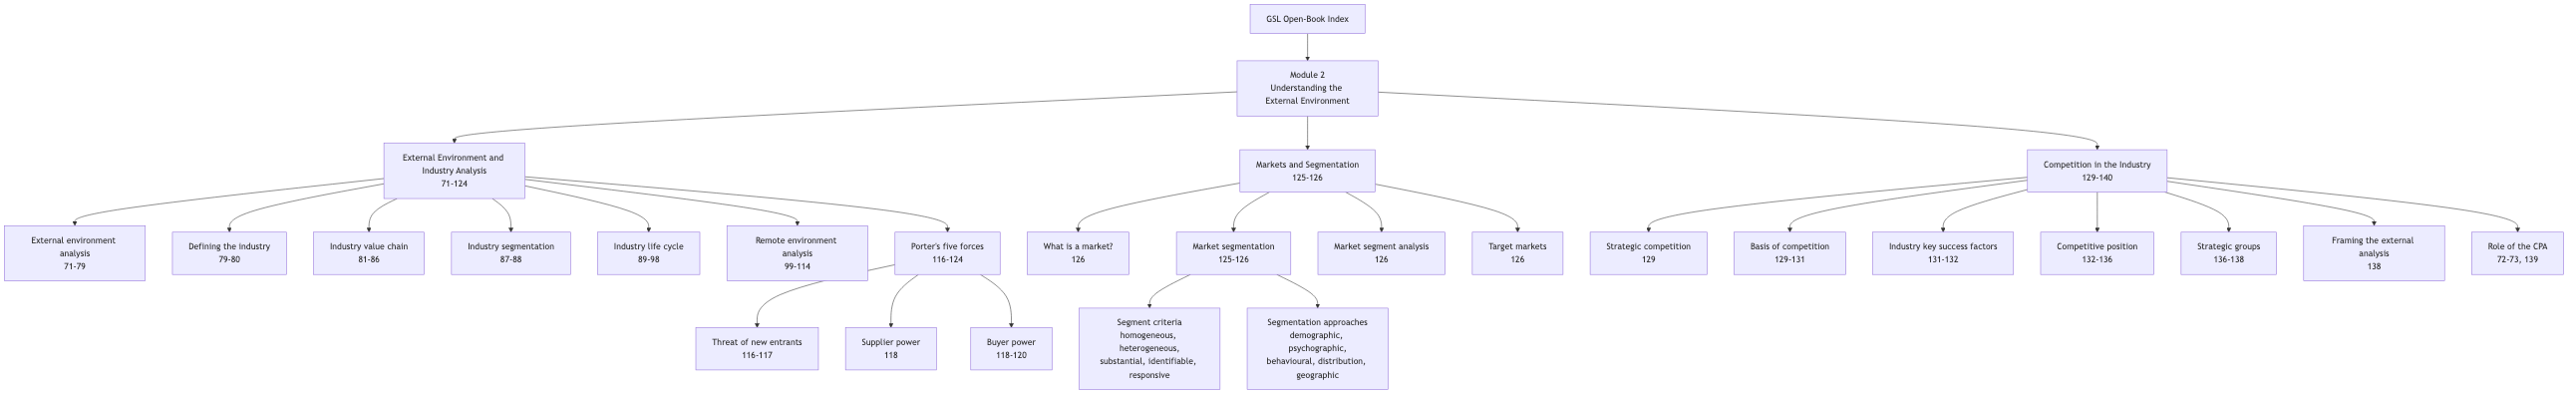 GSL Open-Book Index
Module 2
Understanding the
External Environment
External Environment and
Industry Analysis
71-124
Markets and Segmentation
125-126
Competition in the Industry
129-140
External environment
analysis
71-79
Defining the industry
79-80
Industry value chain
81-86
Industry segmentation
87-88
Industry life cycle
89-98
Remote environment
analysis
99-114
Porter's five forces
116-124
What is a market?
126
Market segmentation
125-126
Market segment analysis
126
Target markets
126
Strategic competition
129
Basis of competition
129-131
Industry key success factors
131-132
Competitive position
132-136
Strategic groups
136-138
Framing the external
analysis
138
Role of the CPA
72-73, 139
Threat of new entrants
116-117
Supplier power
118
Buyer power
118-120
Segment criteria
homogeneous,
heterogeneous,
substantial, identifiable,
responsive
Segmentation approaches
demographic,
psychographic,
behavioural, distribution,
geographic